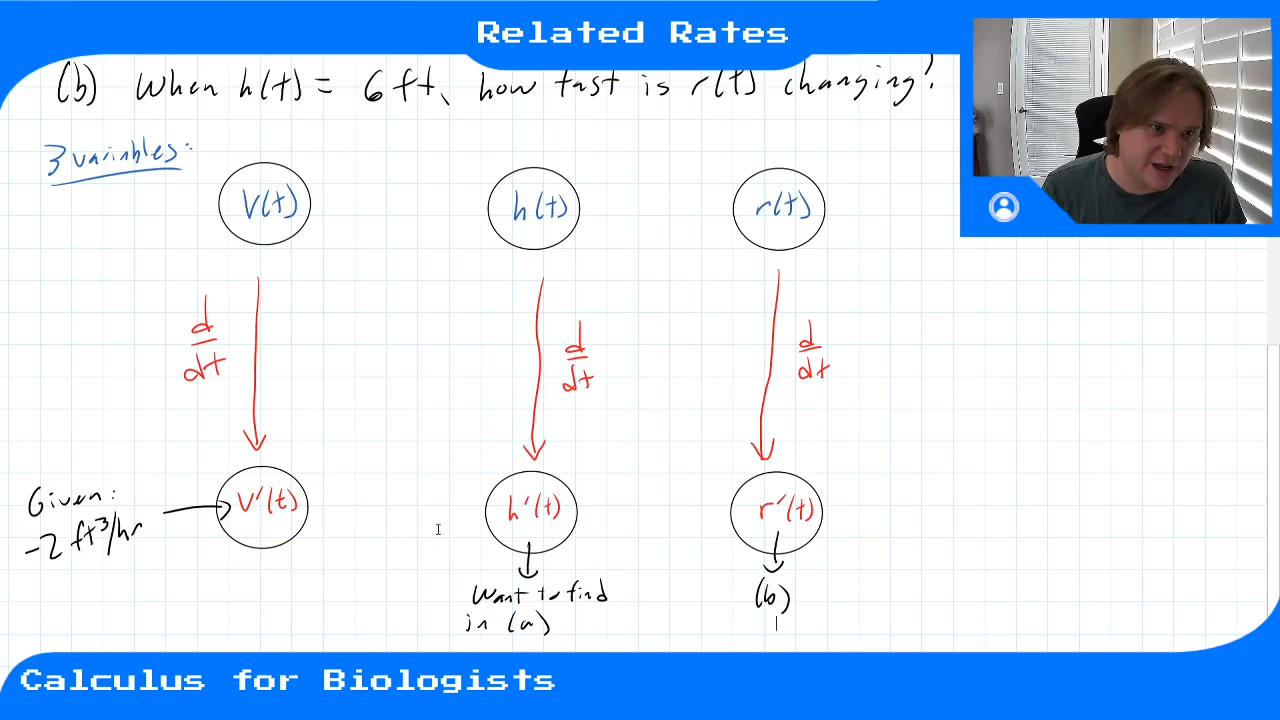 Related Rates
(b) When h(t) = 6 ft, how fast is r(t) changing?
3 variables:
V(t) h(t) r(t)
d/dt d/dt d/dt
V'(t) h'(t) r'(t)
Given:
-2 ft³/hr
Want to find
in (a)
(b)
Calculus for Biologists